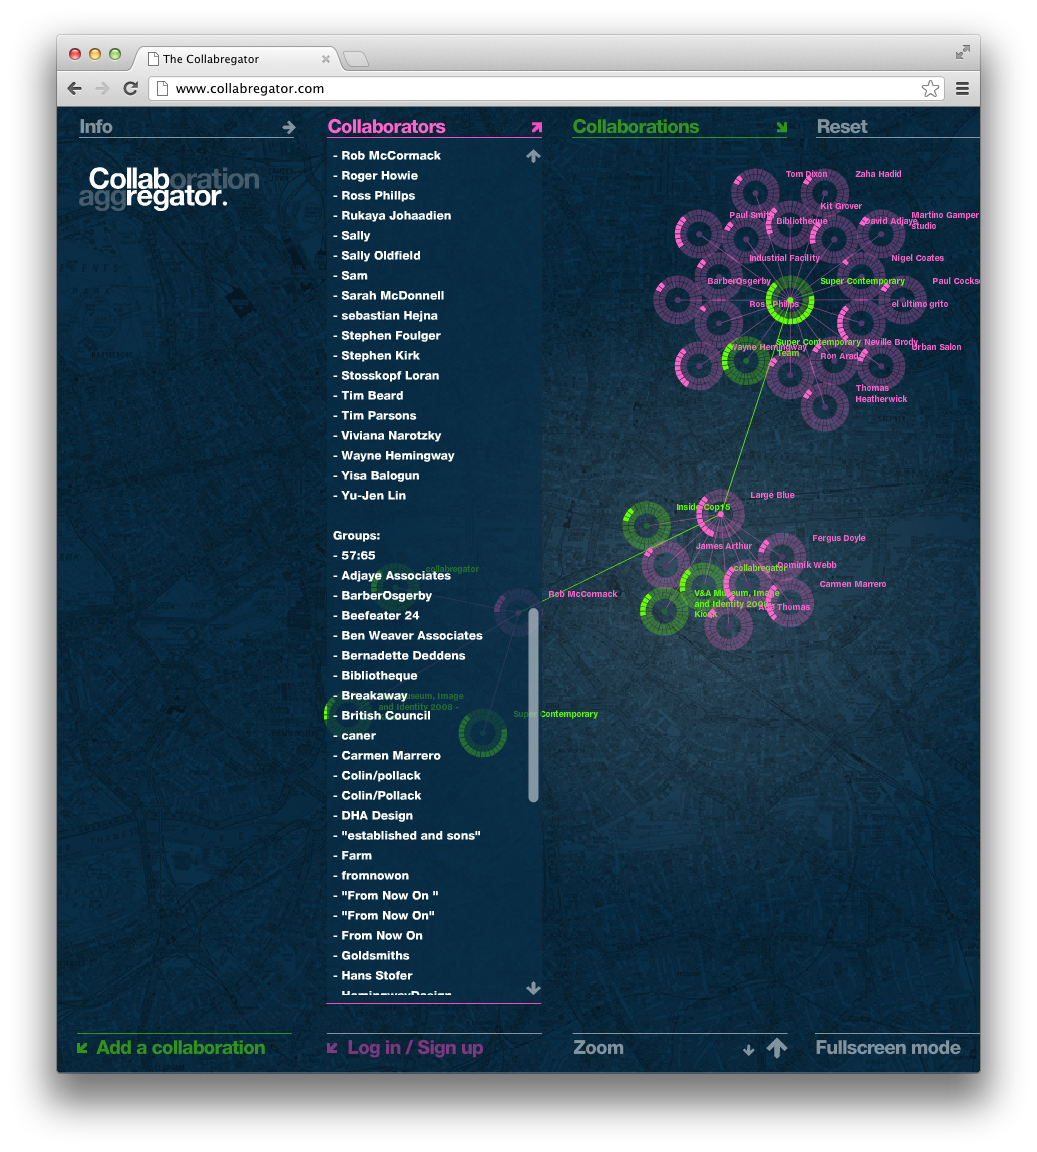 The Collabregator
www.collabregator.com
Info
Collaborators
Collaborations
Reset
Collaboration
aggregator.
- Rob McCormack
- Roger Howie
- Ross Phillps
- Rukaya Johaadien
- Sally
- Sally Oldfield
- Sam
- Sarah McDonnell
- sebastian Hejna
- Stephen Foulger
- Stephen Kirk
- Stosskopf Loran
- Tim Beard
- Tim Parsons
- Viviana Narotzky
- Wayne Hemingway
- Yisa Balogun
- Yu-Jen Lin
Groups:
- 57:65
- Adjaye Associates
- BarberOsgerby
- Beefeater 24
- Ben Weaver Associates
- Bernadette Deddens
- Bibliotheque
- Breakaway
- British Council
- caner
- Carmen Marrero
- Colin/pollack
- Colin/Pollack
- DHA Design
- "established and sons"
- Farm
- fromnowon
- "From Now On "
- "From Now On"
- From Now On
- Goldsmiths
- Hans Stofer
- HemingwayDesign
collabregator
Rob McCormack
useum, Image
and Identity 2008 -
Super Contemporary
Tom Dixon
Zaha Hadid
Kit Grover
Paul Smith
Bibliotheque
David Adjaye
Martino Gamper
studio
Industrial Facility
Nigel Coates
BarberOsgerby
Super Contemporary
Paul Cocks
Ross Phillps
el ultimo grito
Super Contemporary
Team
Neville Brody
Wayne Hemingway
Ron Arad
Urban Salon
Thomas
Heatherwick
Large Blue
Inside Cop15
Fergus Doyle
James Arthur
Dominik Webb
collabregator
Carmen Marrero
V&A Museum, Image
and Identity 2008 -
Kiosk
Thomas
Add a collaboration
Log in / Sign up
Zoom
Fullscreen mode